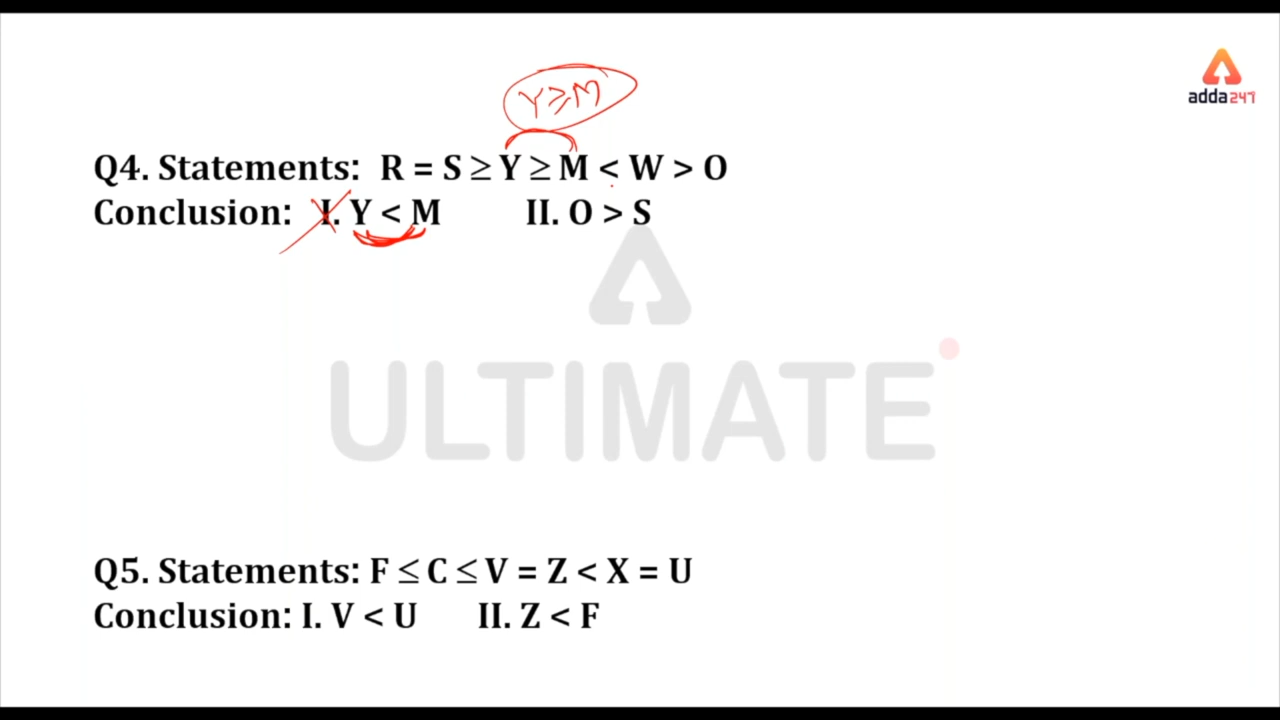 Y ≥ M
adda247
Q4. Statements: R = S ≥ Y ≥ M < W > O
Conclusion: I. Y < M II. O > S
ULTIMATE
Q5. Statements: F ≤ C ≤ V = Z < X = U
Conclusion: I. V < U II. Z < F